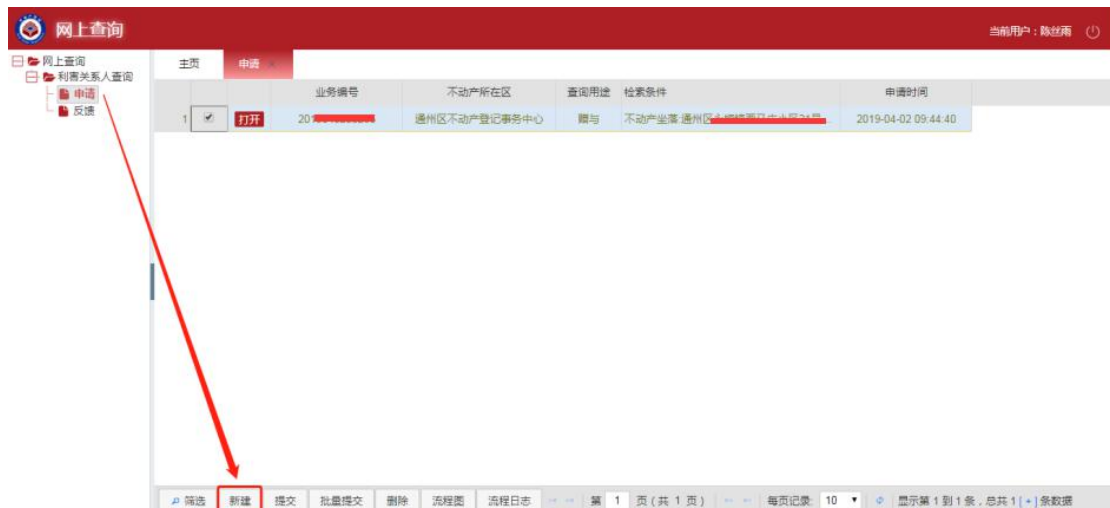 网上查询
当前用户：陈丝雨
网上查询
利害关系人查询
申请
反馈
主页 申请 ×
业务编号 不动产所在区 查询用途 检索条件 申请时间
1 打开 201 通州区不动产登记事务中心 赠与 不动产坐落:通州区 2019-04-02 09:44:40
筛选 新建 提交 批量提交 删除 流程图 流程日志 第 1 页(共 1 页) 每页记录: 10 显示第 1 到 1 条，总共 1 [+] 条数据